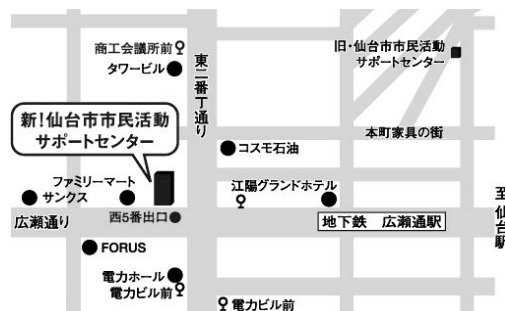 商工会議所前
タワービル
東二番丁通り
旧・仙台市市民活動
サポートセンター
新!仙台市市民活動
サポートセンター
本町家具の街
コスモ石油
ファミリーマート
サンクス
江陽グランドホテル
至仙台駅
広瀬通り
西5番出口
地下鉄 広瀬通駅
FORUS
電力ホール
電力ビル前
電力ビル前